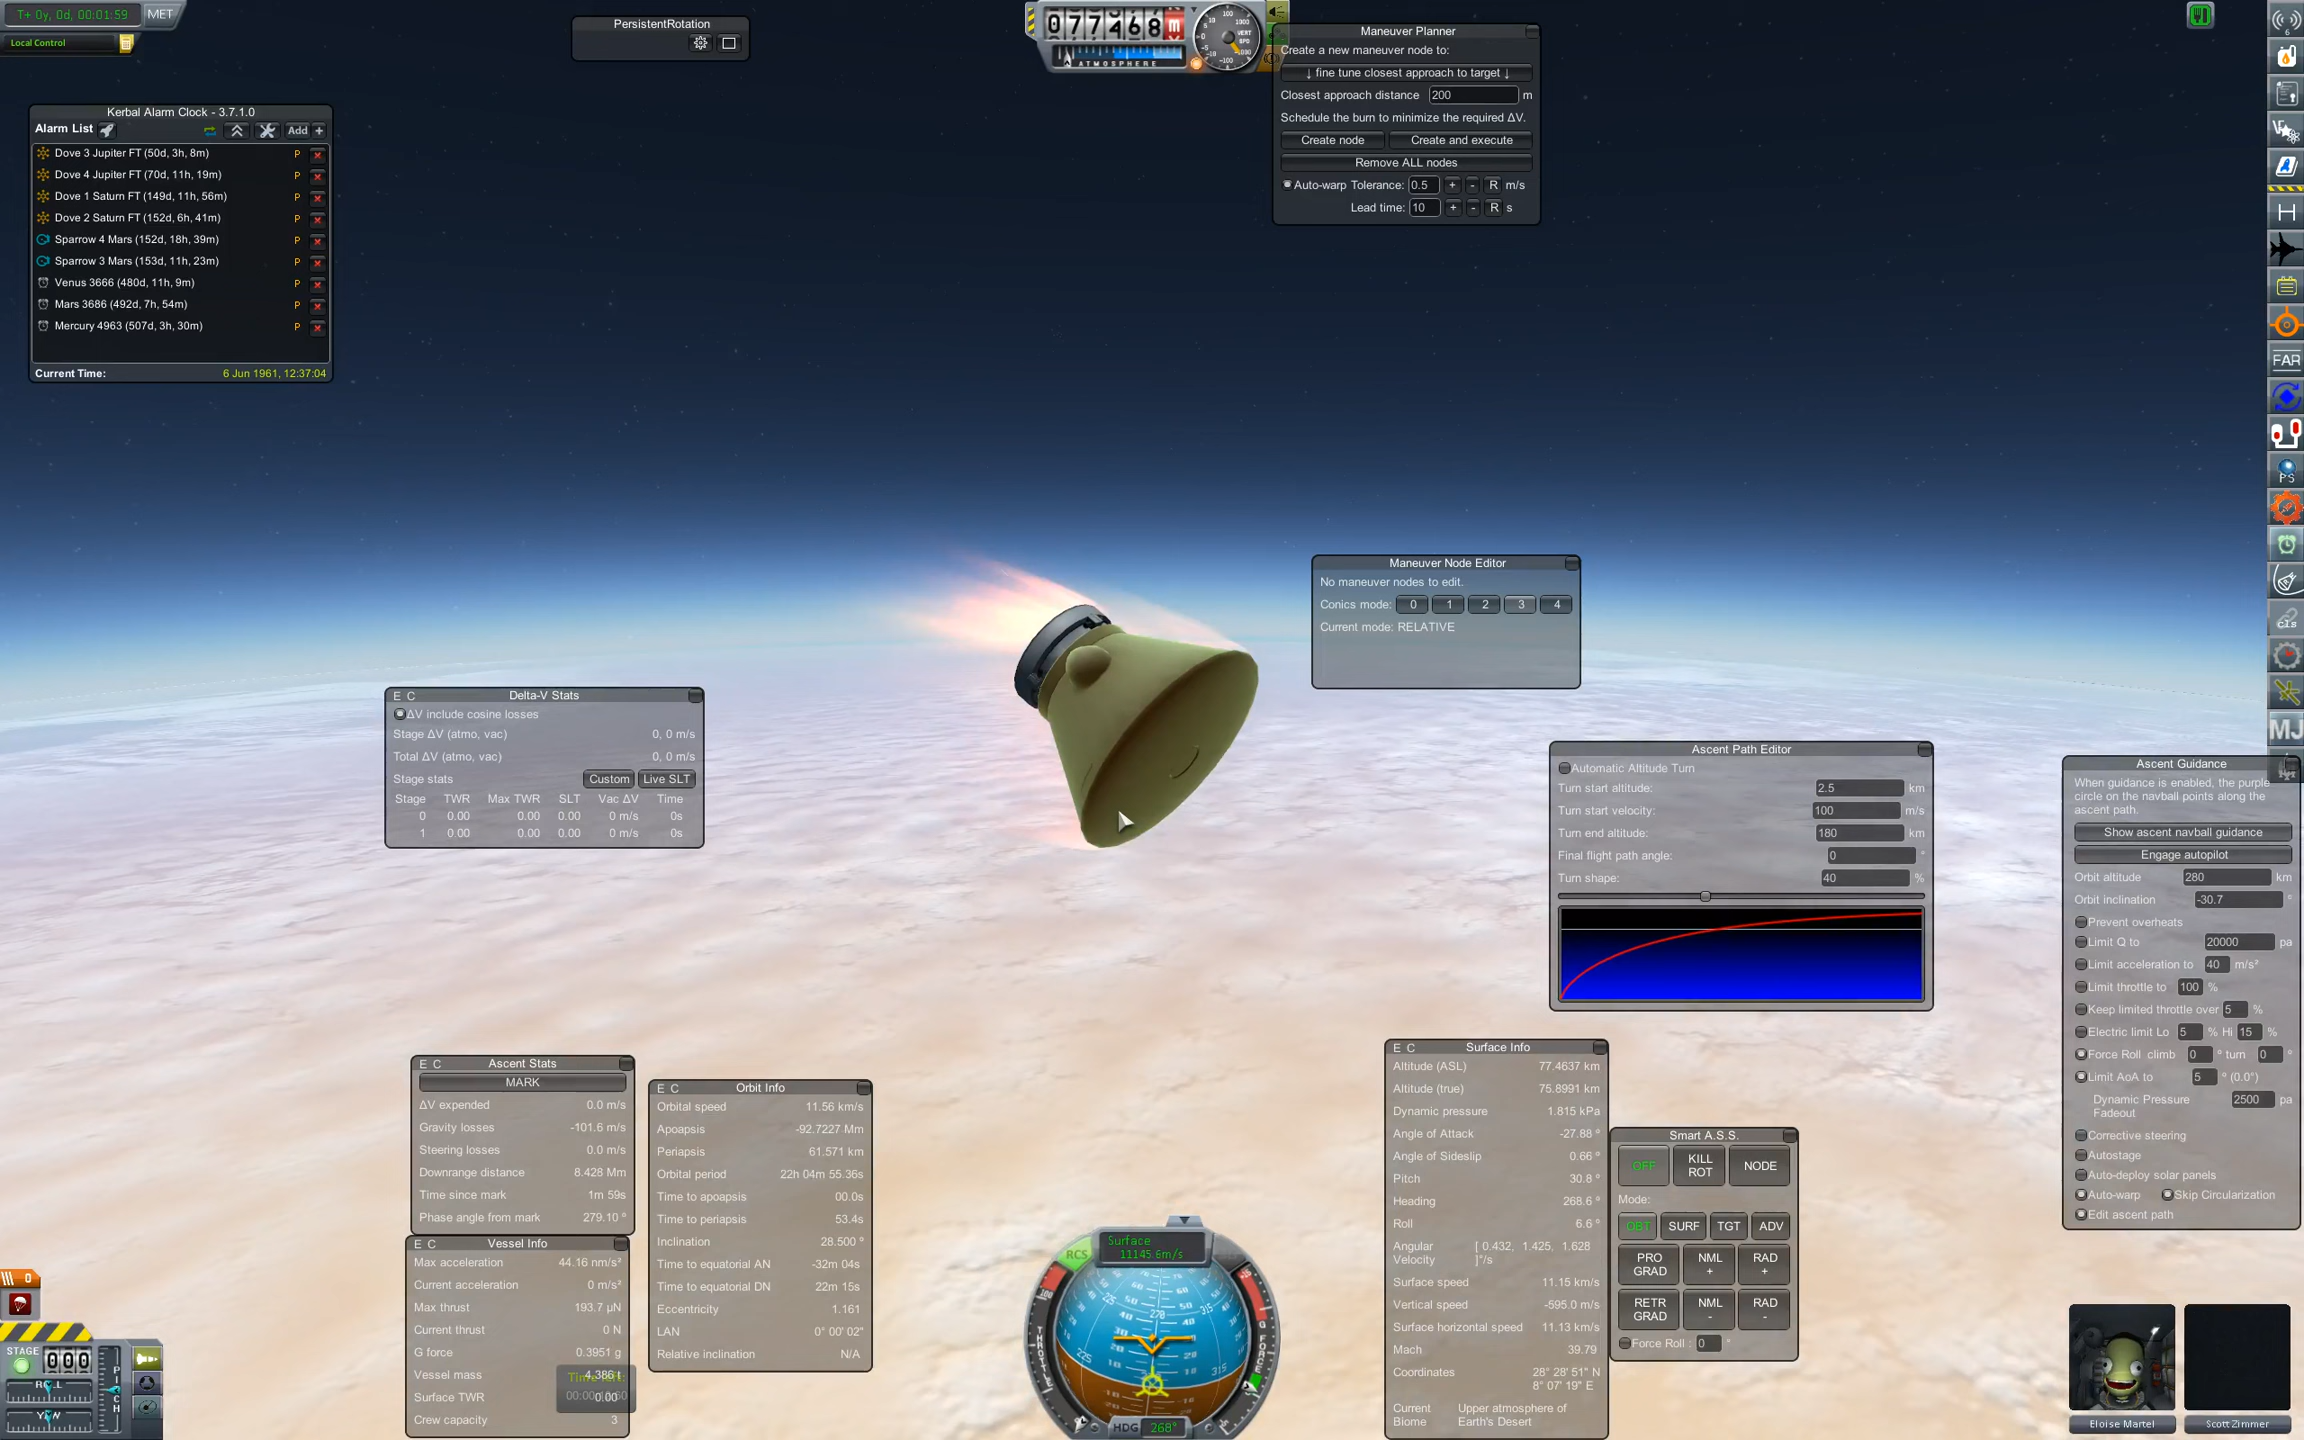 T+ 0y, 0d, 00:01:59 MET
Local Control
PersistentRotation
077468 m
ATMOSPHERE
Kerbal Alarm Clock - 3.7.1.0
Alarm List Add +
Dove 3 Jupiter FT (50d, 3h, 8m) P
Dove 4 Jupiter FT (70d, 11h, 19m) P
Dove 1 Saturn FT (149d, 11h, 56m) P
Dove 2 Saturn FT (152d, 6h, 41m) P
Sparrow 4 Mars (152d, 18h, 39m) P
Sparrow 3 Mars (153d, 11h, 23m) P
Venus 3666 (480d, 11h, 9m) P
Mars 3686 (492d, 7h, 54m) P
Mercury 4963 (507d, 3h, 30m) P
Current Time: 6 Jun 1961, 12:37:04
Maneuver Planner
Create a new maneuver node to:
↓ fine tune closest approach to target ↓
Closest approach distance 200 m
Schedule the burn to minimize the required ΔV.
Create node Create and execute
Remove ALL nodes
Auto-warp Tolerance: 0.5 + - R m/s
Lead time: 10 + - R s
Maneuver Node Editor
No maneuver nodes to edit.
Conics mode: 0 1 2 3 4
Current mode: RELATIVE
E C Delta-V Stats
ΔV include cosine losses
Stage ΔV (atmo, vac) 0, 0 m/s
Total ΔV (atmo, vac) 0, 0 m/s
Stage stats Custom Live SLT
Stage TWR Max TWR SLT Vac ΔV Time
0 0.00 0.00 0.00 0 m/s 0s
1 0.00 0.00 0.00 0 m/s 0s
Ascent Path Editor
Automatic Altitude Turn
Turn start altitude: 2.5 km
Turn start velocity: 100 m/s
Turn end altitude: 180 km
Final flight path angle: 0 °
Turn shape: 40 %
Ascent Guidance
When guidance is enabled, the purple
circle on the navball points along the
ascent path.
Show ascent navball guidance
Engage autopilot
Orbit altitude 280 km
Orbit inclination -30.7 °
Prevent overheats
Limit Q to 20000 pa
Limit acceleration to 40 m/s²
Limit throttle to 100 %
Keep limited throttle over 5 %
Electric limit Lo 5 % Hi 15 %
Force Roll climb 0 ° turn 0 °
Limit AoA to 5 ° (0.0°)
Dynamic Pressure
Fadeout 2500 pa
Corrective steering
Autostage
Auto-deploy solar panels
Auto-warp Skip Circularization
Edit ascent path
E C Ascent Stats
MARK
ΔV expended 0.0 m/s
Gravity losses -101.6 m/s
Steering losses 0.0 m/s
Downrange distance 8.428 Mm
Time since mark 1m 59s
Phase angle from mark 279.10 °
E C Vessel Info
Max acceleration 44.16 nm/s²
Current acceleration 0 m/s²
Max thrust 193.7 µN
Current thrust 0 N
G force 0.3951 g
Vessel mass 4.386 t
Surface TWR 0.00
Crew capacity 3
E C Orbit Info
Orbital speed 11.56 km/s
Apoapsis -92.7227 Mm
Periapsis 61.571 km
Orbital period 22h 04m 55.36s
Time to apoapsis 00.0s
Time to periapsis 53.4s
Inclination 28.500 °
Time to equatorial AN -32m 04s
Time to equatorial DN 22m 15s
Eccentricity 1.161
LAN 0° 00' 02"
Relative inclination N/A
E C Surface Info
Altitude (ASL) 77.4637 km
Altitude (true) 75.8991 km
Dynamic pressure 1.815 kPa
Angle of Attack -27.88 °
Angle of Sideslip 0.66 °
Pitch 30.8 °
Heading 268.6 °
Roll 6.6 °
Angular [ 0.432, 1.425, 1.628
Velocity ]°/s
Surface speed 11.15 km/s
Vertical speed -595.0 m/s
Surface horizontal speed 11.13 km/s
Mach 39.79
Coordinates 28° 28' 51" N
8° 07' 19" E
Current Upper atmosphere of
Biome Earth's Desert
Smart A.S.S.
OFF KILL ROT NODE
Mode:
OBT SURF TGT ADV
PRO GRAD NML + RAD +
RETR GRAD NML - RAD -
Force Roll : 0 °
RCS
Surface
11145.6m/s
THROTTLE
G FORCE
HDG 268°
STAGE 000
ROLL
YAW
PITCH
0
FAR
PS
cls
MJ
Eloise Martel
Scott Zimmer